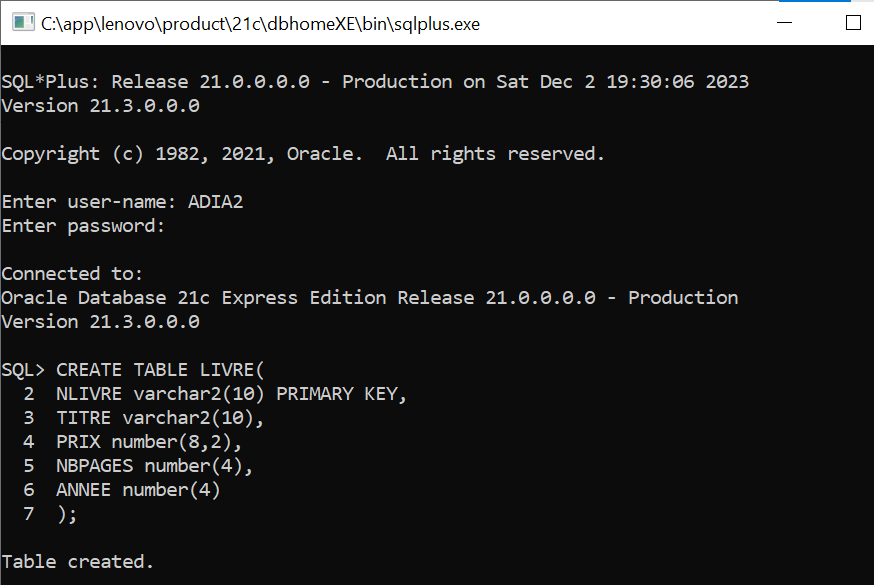 C:\app\lenovo\product\21c\dbhomeXE\bin\sqlplus.exe
SQL*Plus: Release 21.0.0.0.0 - Production on Sat Dec 2 19:30:06 2023
Version 21.3.0.0.0
Copyright (c) 1982, 2021, Oracle.  All rights reserved.
Enter user-name: ADIA2
Enter password:
Connected to:
Oracle Database 21c Express Edition Release 21.0.0.0.0 - Production
Version 21.3.0.0.0
SQL> CREATE TABLE LIVRE(
  2  NLIVRE varchar2(10) PRIMARY KEY,
  3  TITRE varchar2(10),
  4  PRIX number(8,2),
  5  NBPAGES number(4),
  6  ANNEE number(4)
  7  );
Table created.